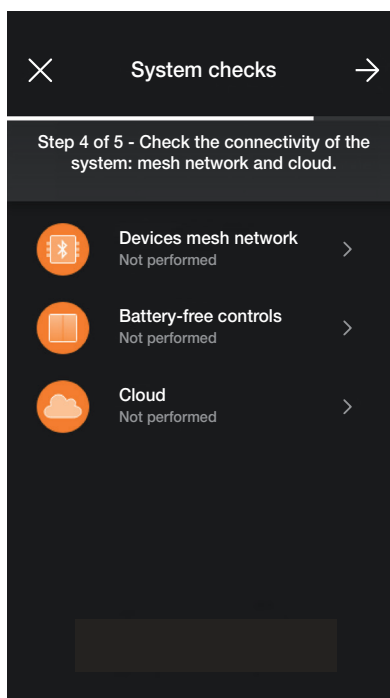 System checks
Step 4 of 5 - Check the connectivity of the
system: mesh network and cloud.
Devices mesh network
Not performed
Battery-free controls
Not performed
Cloud
Not performed